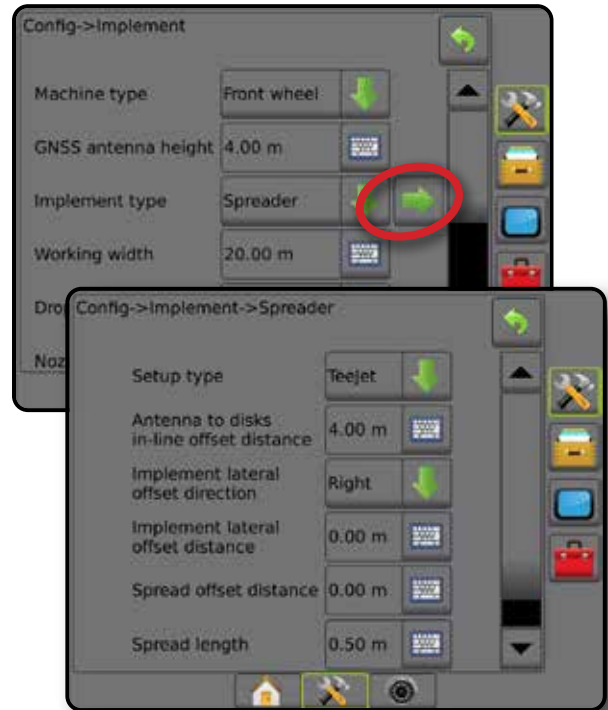 Config->Implement
Machine type Front wheel
GNSS antenna height 4.00 m
Implement type Spreader
Working width 20.00 m
Config->Implement->Spreader
Setup type TeeJet
Antenna to disks
in-line offset distance 4.00 m
Implement lateral
offset direction Right
Implement lateral
offset distance 0.00 m
Spread offset distance 0.00 m
Spread length 0.50 m